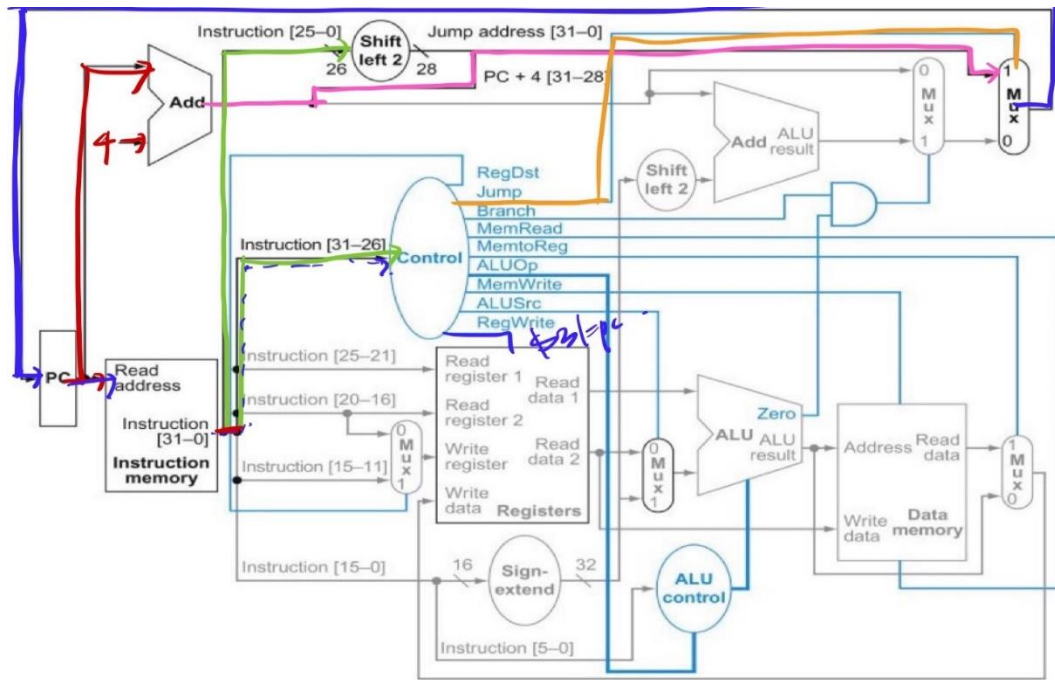 Instruction [25–0]
Shift left 2
Jump address [31–0]
26
28
PC + 4 [31–28]
Add
4
1
Mux
0
0
Mux
1
Add ALU result
Shift left 2
RegDst
Jump
Branch
MemRead
MemtoReg
ALUOp
MemWrite
ALUSrc
RegWrite
Instruction [31–26]
Control
PC
Read address
Instruction [31–0]
Instruction memory
Instruction [25–21]
Instruction [20–16]
Instruction [15–11]
0
Mux
1
Read register 1
Read register 2
Write register
Write data
Read data 1
Read data 2
Registers
0
Mux
1
Zero
ALU
ALU result
Address
Read data
Write data
Data memory
1
Mux
0
Instruction [15–0]
16
Sign-extend
32
ALU control
Instruction [5–0]